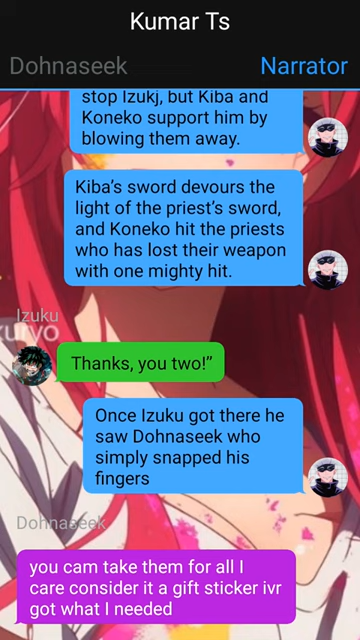 Kumar Ts
Dohnaseek
Narrator
stop Izukj, but Kiba and
Koneko support him by
blowing them away.
Kiba’s sword devours the
light of the priest’s sword,
and Koneko hit the priests
who has lost their weapon
with one mighty hit.
Izuku
Thanks, you two!”
Once Izuku got there he
saw Dohnaseek who
simply snapped his
fingers
Dohnaseek
you cam take them for all I
care consider it a gift sticker ivr
got what I needed